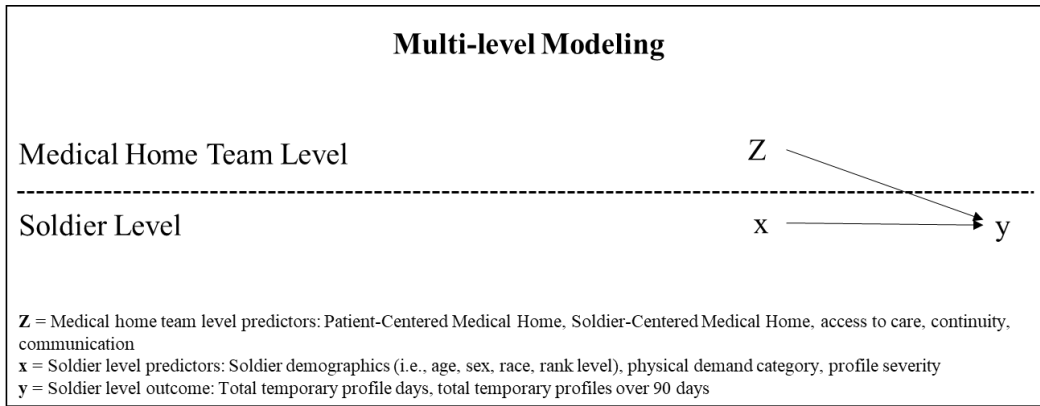 Multi-level Modeling
Medical Home Team Level
Z
Soldier Level
x
y
Z = Medical home team level predictors: Patient-Centered Medical Home, Soldier-Centered Medical Home, access to care, continuity,
communication
x = Soldier level predictors: Soldier demographics (i.e., age, sex, race, rank level), physical demand category, profile severity
y = Soldier level outcome: Total temporary profile days, total temporary profiles over 90 days